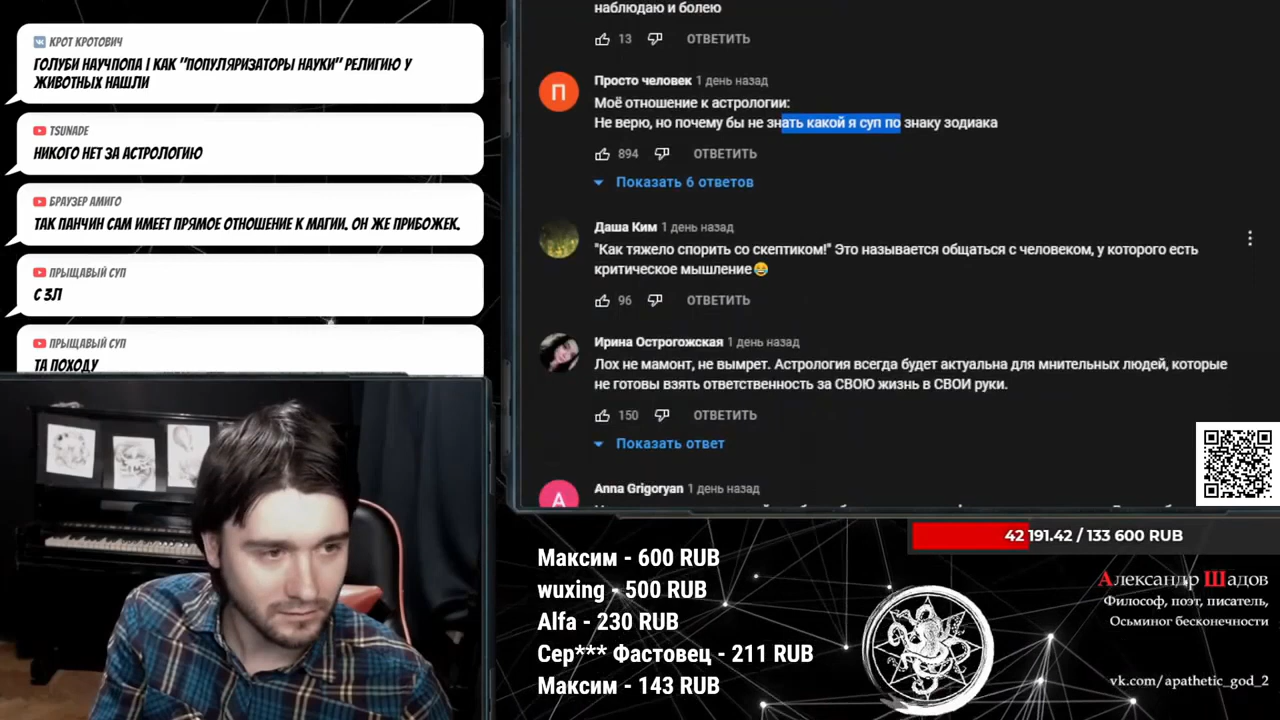 КРОТ КРОТОВИЧ
ГОЛУБИ НАУЧПОПА | КАК "ПОПУЛЯРИЗАТОРЫ НАУКИ" РЕЛИГИЮ У
ЖИВОТНЫХ НАШЛИ
TSUNADE
НИКОГО НЕТ ЗА АСТРОЛОГИЮ
БРАУЗЕР АМИГО
ТАК ПАНЧИН САМ ИМЕЕТ ПРЯМОЕ ОТНОШЕНИЕ К МАГИИ. ОН ЖЕ ПРИБОЖЕК.
ПРЫЩАВЫЙ СУП
С ЗЛ
ПРЫЩАВЫЙ СУП
ТА ПОХОДУ
наблюдаю и болею
13 ОТВЕТИТЬ
П
Просто человек 1 день назад
Моё отношение к астрологии:
Не верю, но почему бы не знать какой я суп по знаку зодиака
894 ОТВЕТИТЬ
Показать 6 ответов
Даша Ким 1 день назад
"Как тяжело спорить со скептиком!" Это называется общаться с человеком, у которого есть
критическое мышление😂
96 ОТВЕТИТЬ
Ирина Острогожская 1 день назад
Лох не мамонт, не вымрет. Астрология всегда будет актуальна для мнительных людей, которые
не готовы взять ответственность за СВОЮ жизнь в СВОИ руки.
150 ОТВЕТИТЬ
Показать ответ
A
Anna Grigoryan 1 день назад
42 191.42 / 133 600 RUB
Максим - 600 RUB
wuxing - 500 RUB
Alfa - 230 RUB
Сер*** Фастовец - 211 RUB
Максим - 143 RUB
Александр Шадов
Философ, поэт, писатель,
Осьминог бесконечности
vk.com/apathetic_god_2